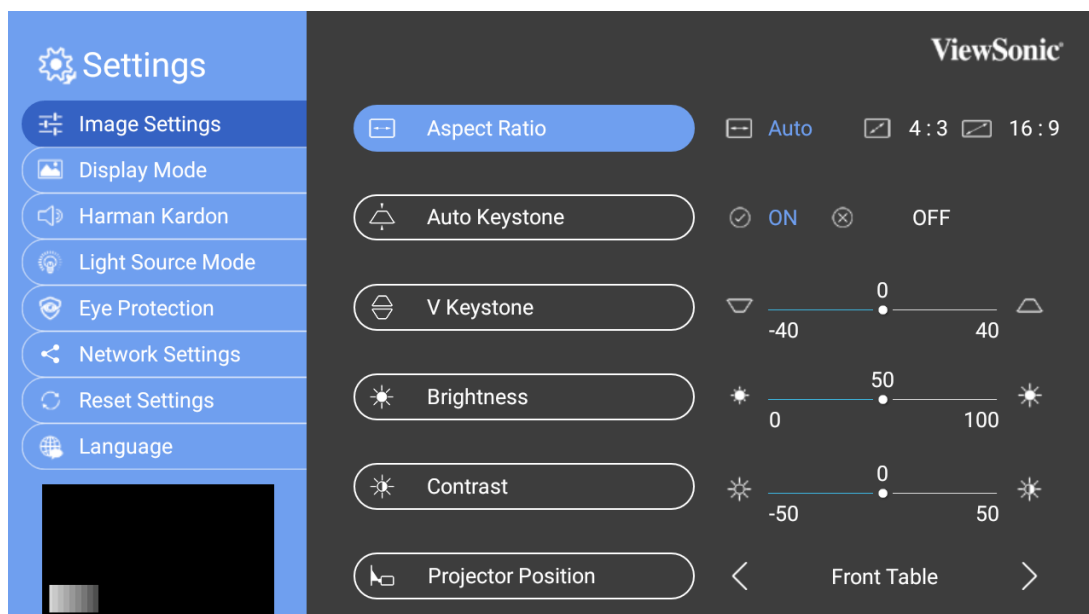 Settings
ViewSonic®
Image Settings
Display Mode
Harman Kardon
Light Source Mode
Eye Protection
Network Settings
Reset Settings
Language
Aspect Ratio
Auto 4 : 3 16 : 9
Auto Keystone
ON OFF
V Keystone
0
-40 40
Brightness
50
0 100
Contrast
0
-50 50
Projector Position
Front Table